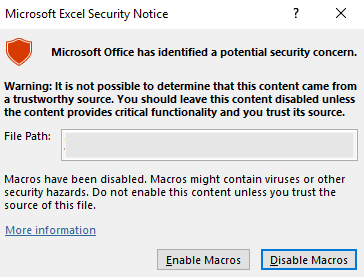 Microsoft Excel Security Notice
?
Microsoft Office has identified a potential security concern.
Warning: It is not possible to determine that this content came from
a trustworthy source. You should leave this content disabled unless
the content provides critical functionality and you trust its source.
File Path:
Macros have been disabled. Macros might contain viruses or other
security hazards. Do not enable this content unless you trust the
source of this file.
More information
Enable Macros
Disable Macros